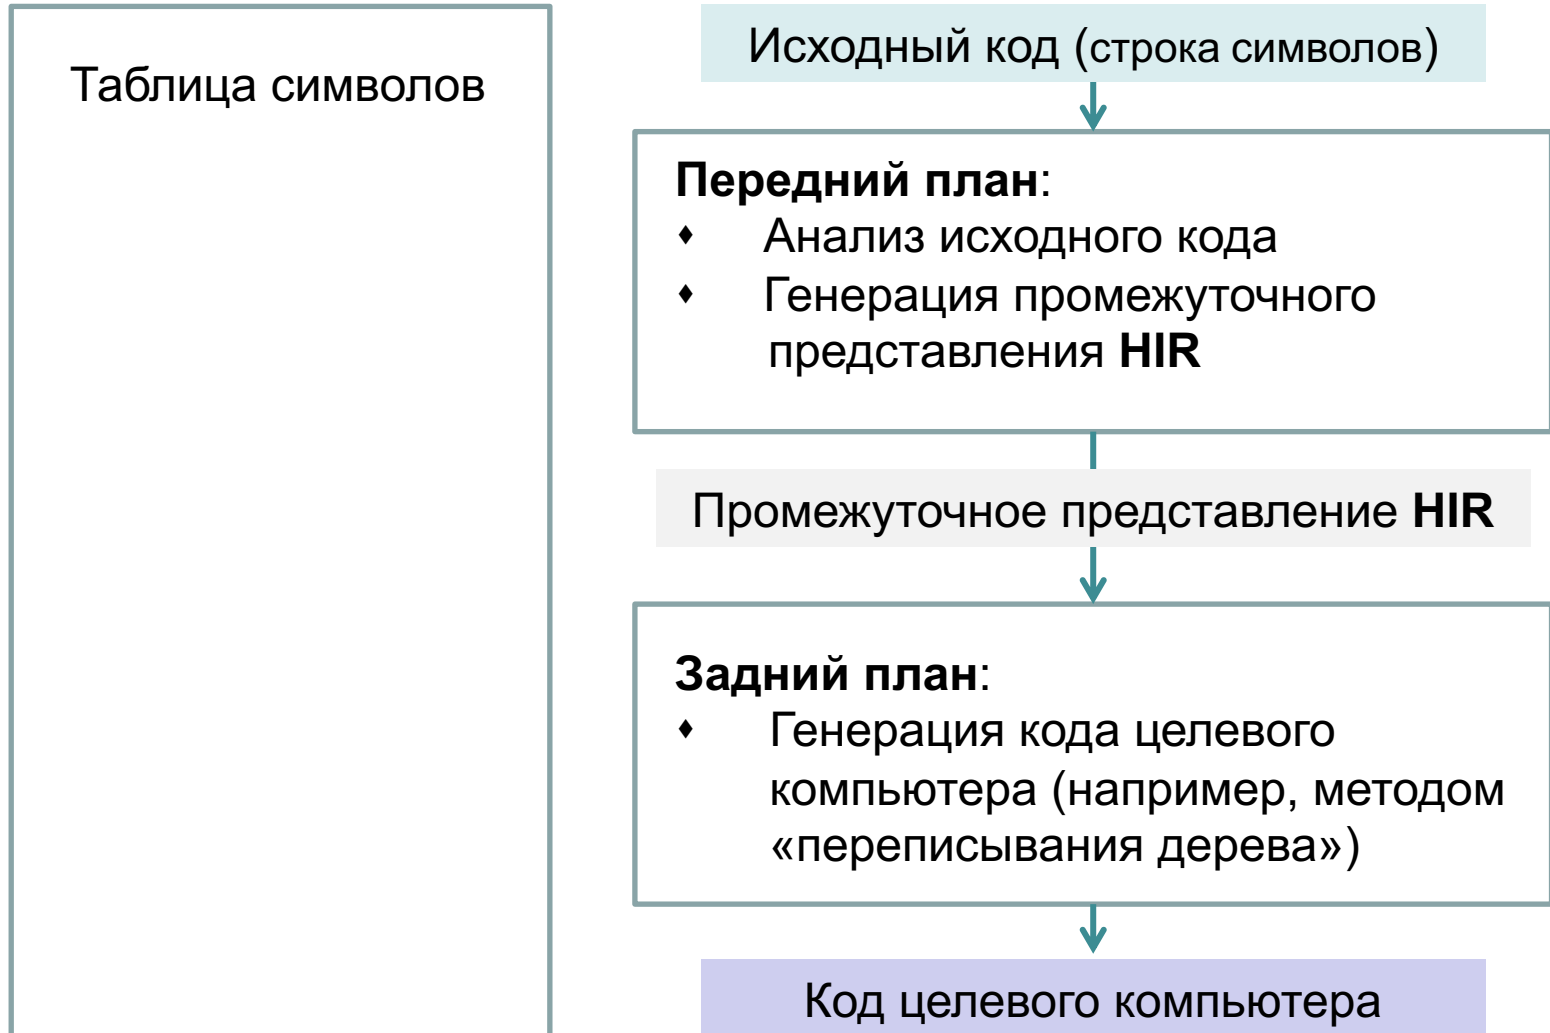 Таблица символов
Исходный код (строка символов)
Передний план:
♦ Анализ исходного кода
♦ Генерация промежуточного
представления HIR
Промежуточное представление HIR
Задний план:
♦ Генерация кода целевого
компьютера (например, методом
«переписывания дерева»)
Код целевого компьютера